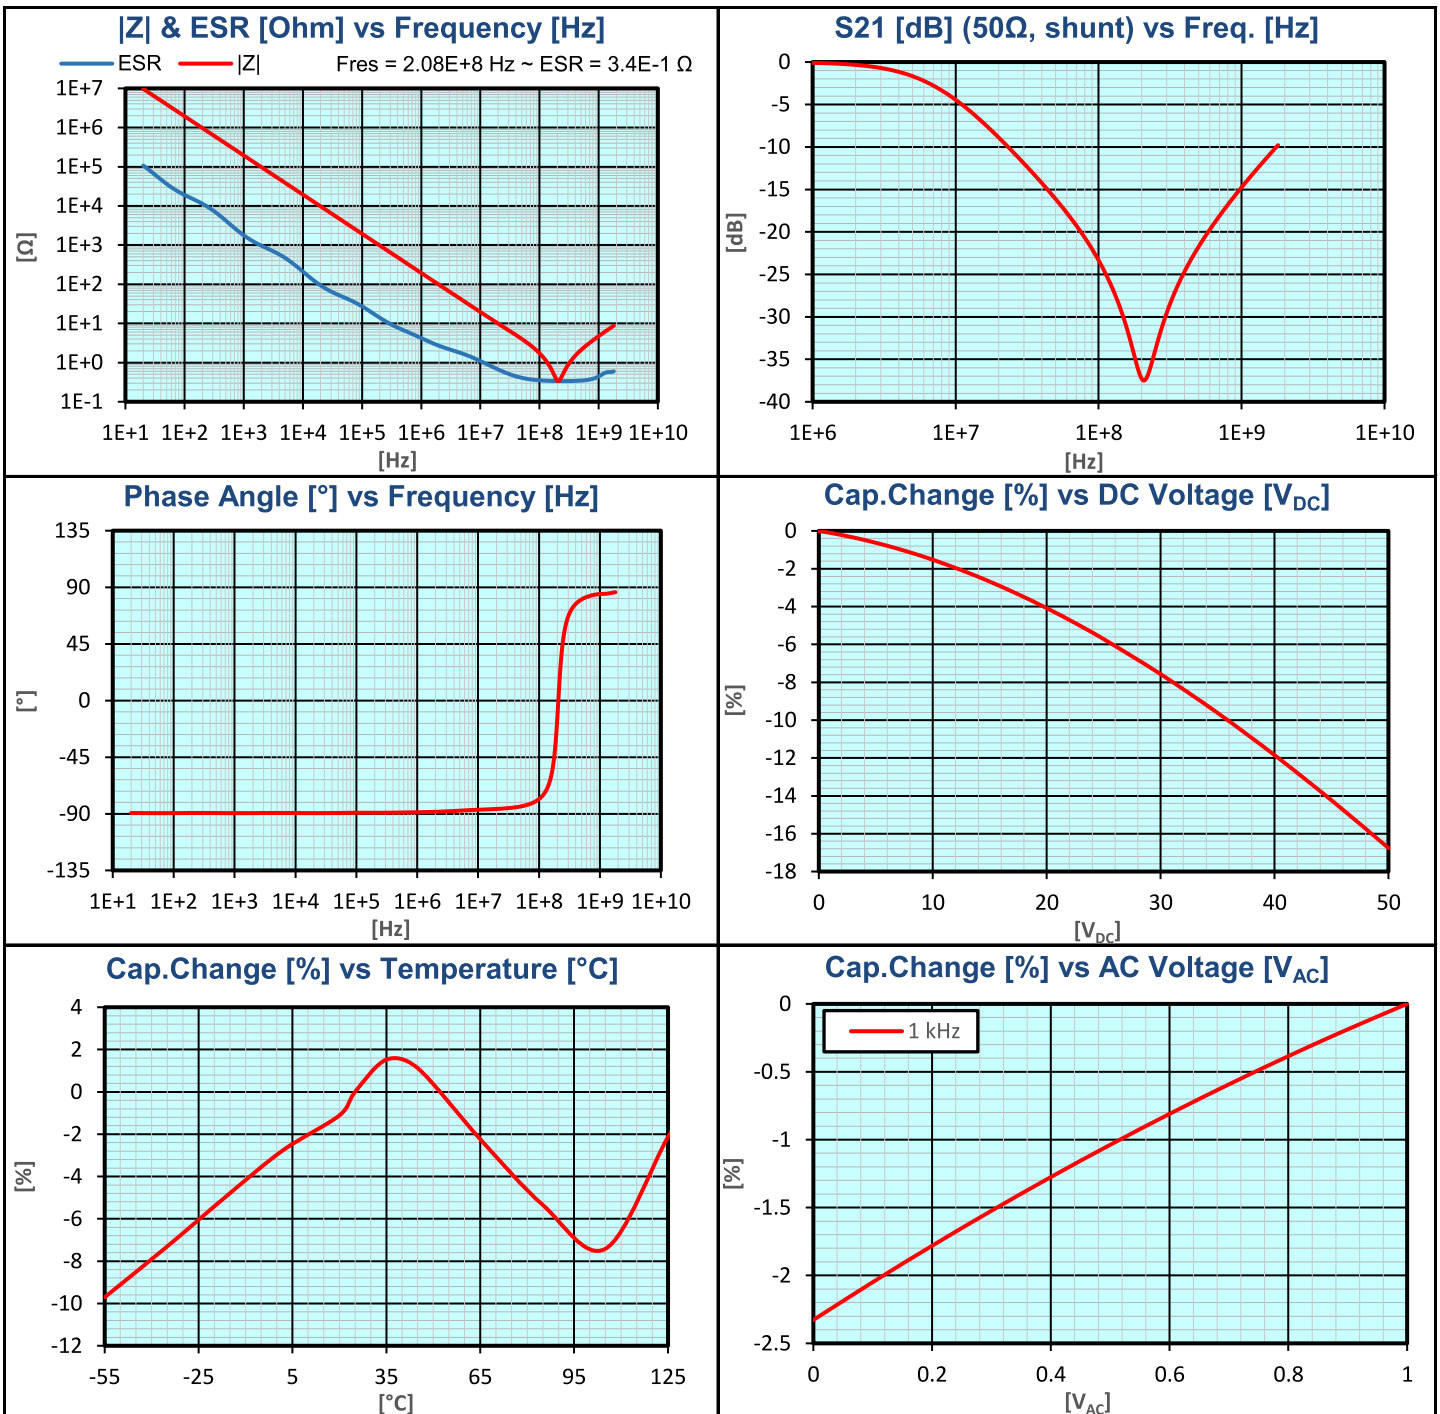 |Z| & ESR [Ohm] vs Frequency [Hz]
ESR |Z| Fres = 2.08E+8 Hz ~ ESR = 3.4E-1 Ω
1E+7
1E+6
1E+5
1E+4
1E+3
1E+2
1E+1
1E+0
1E-1
[Ω]
1E+1 1E+2 1E+3 1E+4 1E+5 1E+6 1E+7 1E+8 1E+9 1E+10
[Hz]
S21 [dB] (50Ω, shunt) vs Freq. [Hz]
0
-5
-10
-15
-20
-25
-30
-35
-40
[dB]
1E+6 1E+7 1E+8 1E+9 1E+10
[Hz]
Phase Angle [°] vs Frequency [Hz]
135
90
45
0
-45
-90
-135
[°]
1E+1 1E+2 1E+3 1E+4 1E+5 1E+6 1E+7 1E+8 1E+9 1E+10
[Hz]
Cap.Change [%] vs DC Voltage [VDC]
0
-2
-4
-6
-8
-10
-12
-14
-16
-18
[%]
0 10 20 30 40 50
[VDC]
Cap.Change [%] vs Temperature [°C]
4
2
0
-2
-4
-6
-8
-10
-12
[%]
-55 -25 5 35 65 95 125
[°C]
Cap.Change [%] vs AC Voltage [VAC]
1 kHz
0
-0.5
-1
-1.5
-2
-2.5
[%]
0 0.2 0.4 0.6 0.8 1
[VAC]